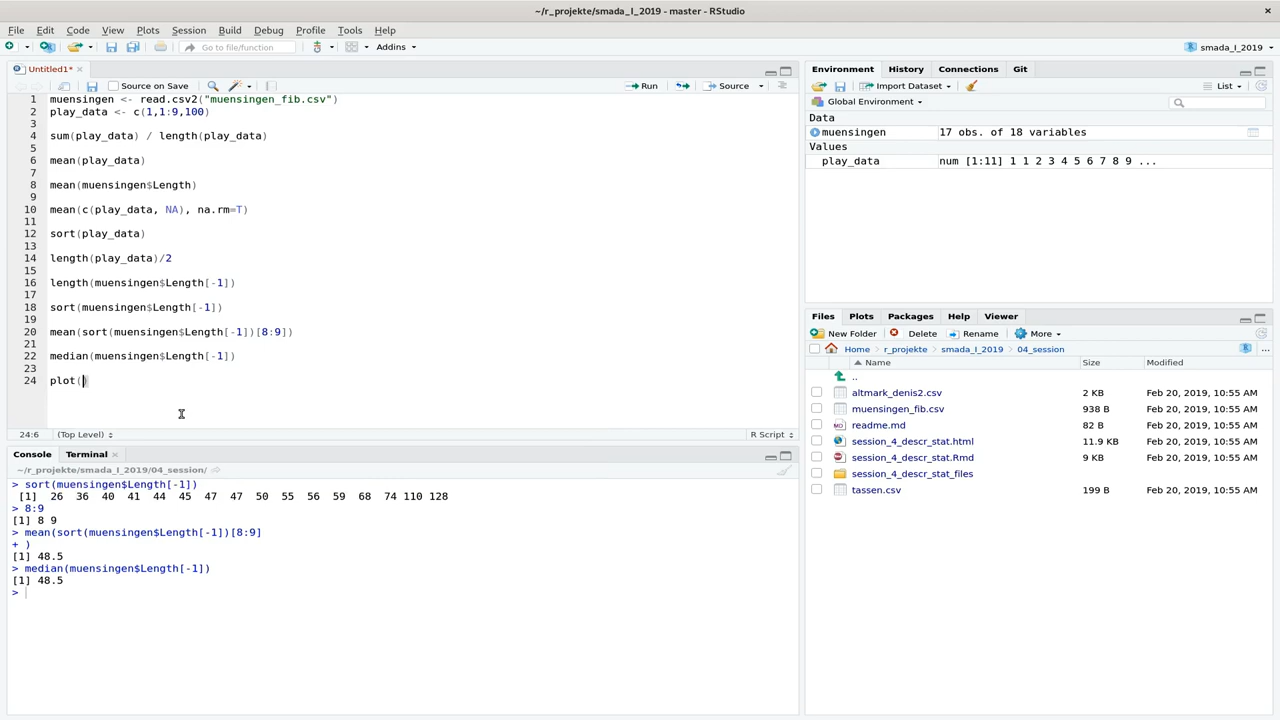 ~/r_projekte/smada_I_2019 - master - RStudio
File Edit Code View Plots Session Build Debug Profile Tools Help
Go to file/function Addins smada_I_2019
Untitled1*
Source on Save Run Source
1 muensingen <- read.csv2("muensingen_fib.csv")
2 play_data <- c(1,1:9,100)
3
4 sum(play_data) / length(play_data)
5
6 mean(play_data)
7
8 mean(muensingen$Length)
9
10 mean(c(play_data, NA), na.rm=T)
11
12 sort(play_data)
13
14 length(play_data)/2
15
16 length(muensingen$Length[-1])
17
18 sort(muensingen$Length[-1])
19
20 mean(sort(muensingen$Length[-1])[8:9])
21
22 median(muensingen$Length[-1])
23
24 plot()
24:6 (Top Level) R Script
Console Terminal
~/r_projekte/smada_I_2019/04_session/
> sort(muensingen$Length[-1])
[1] 26 36 40 41 44 45 47 47 50 55 56 59 68 74 110 128
> 8:9
[1] 8 9
> mean(sort(muensingen$Length[-1])[8:9]
+ )
[1] 48.5
> median(muensingen$Length[-1])
[1] 48.5
>
Environment History Connections Git
Import Dataset List
Global Environment
Data
muensingen 17 obs. of 18 variables
Values
play_data num [1:11] 1 1 2 3 4 5 6 7 8 9 ...
Files Plots Packages Help Viewer
New Folder Delete Rename More
Home r_projekte smada_I_2019 04_session ...
Name Size Modified
..
altmark_denis2.csv 2 KB Feb 20, 2019, 10:55 AM
muensingen_fib.csv 938 B Feb 20, 2019, 10:55 AM
readme.md 82 B Feb 20, 2019, 10:55 AM
session_4_descr_stat.html 11.9 KB Feb 20, 2019, 10:55 AM
session_4_descr_stat.Rmd 9 KB Feb 20, 2019, 10:55 AM
session_4_descr_stat_files
tassen.csv 199 B Feb 20, 2019, 10:55 AM